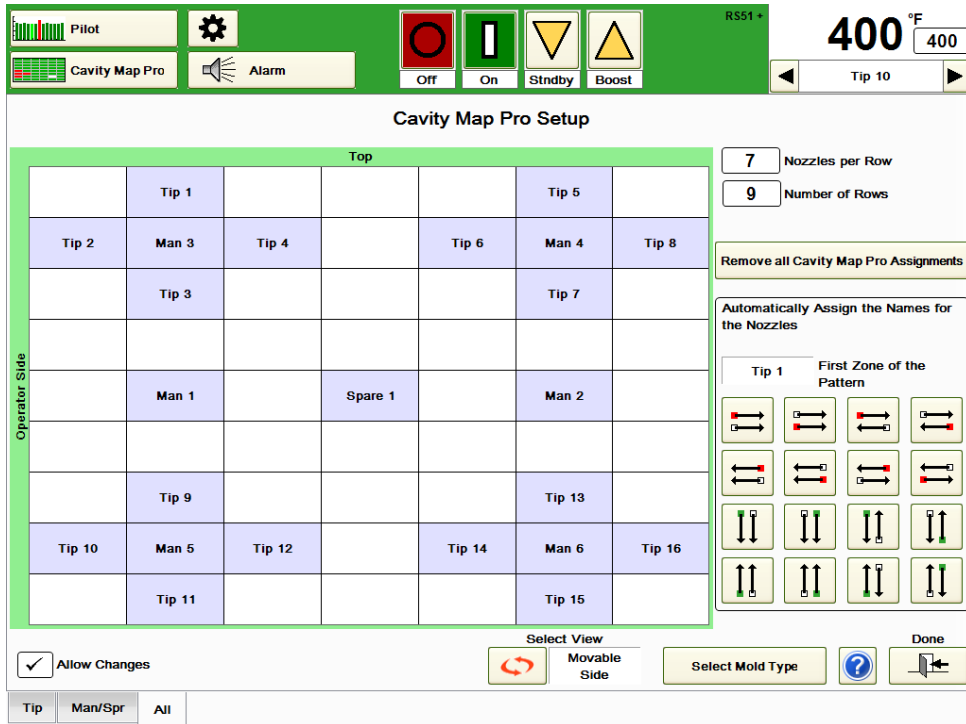 Pilot
RS51 +
400 °F
400
Cavity Map Pro
Alarm
Off
On
Stndby
Boost
Tip 10
Cavity Map Pro Setup
Top
Operator Side
Tip 1
Tip 5
Tip 2
Man 3
Tip 4
Tip 6
Man 4
Tip 8
Tip 3
Tip 7
Man 1
Spare 1
Man 2
Tip 9
Tip 13
Tip 10
Man 5
Tip 12
Tip 14
Man 6
Tip 16
Tip 11
Tip 15
7
Nozzles per Row
9
Number of Rows
Remove all Cavity Map Pro Assignments
Automatically Assign the Names for
the Nozzles
Tip 1
First Zone of the
Pattern
Allow Changes
Select View
Movable
Side
Select Mold Type
?
Done
Tip
Man/Spr
All